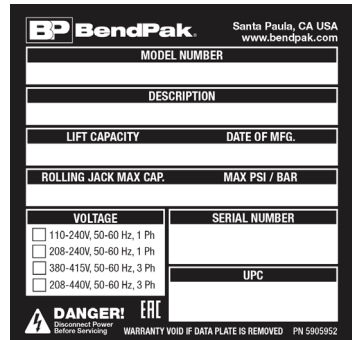 BP BendPak. Santa Paula, CA USA
www.bendpak.com
MODEL NUMBER
DESCRIPTION
LIFT CAPACITY DATE OF MFG.
ROLLING JACK MAX CAP. MAX PSI / BAR
VOLTAGE
110-240V, 50-60 Hz, 1 Ph
208-240V, 50-60 Hz, 1 Ph
380-415V, 50-60 Hz, 3 Ph
208-440V, 50-60 Hz, 3 Ph
SERIAL NUMBER
UPC
DANGER!
Disconnect Power
Before Servicing
EAC
WARRANTY VOID IF DATA PLATE IS REMOVED PN 5905952